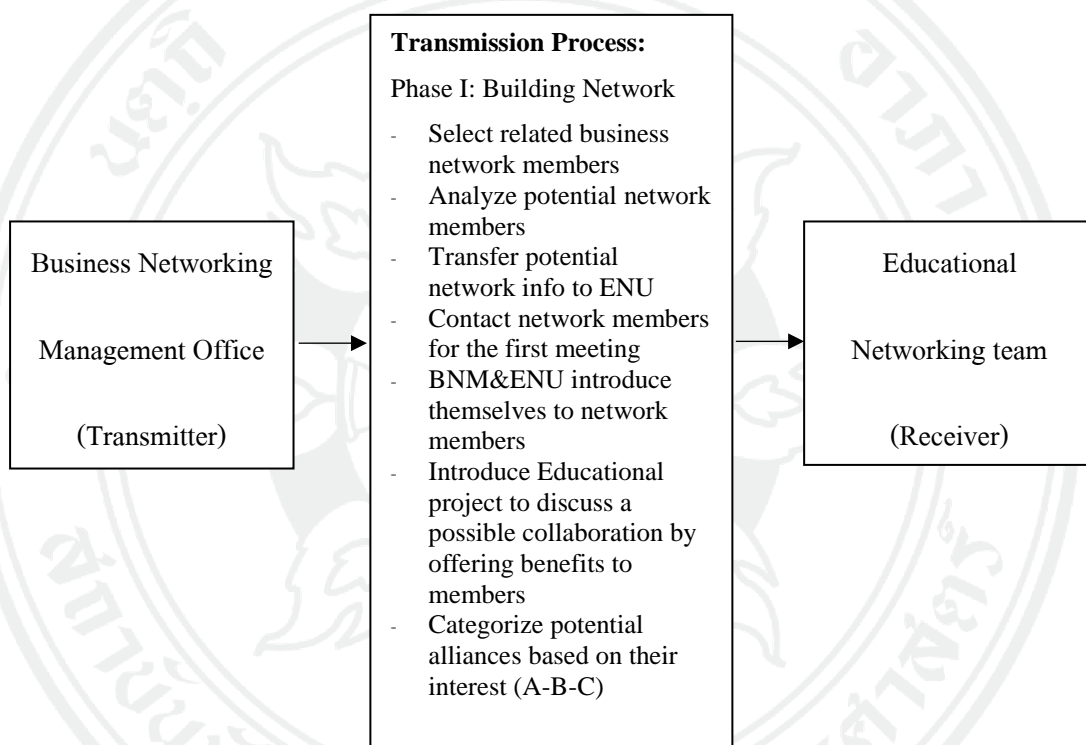 Transmission Process:
Phase I: Building Network
- Select related business
network members
- Analyze potential network
members
- Transfer potential
network info to ENU
- Contact network members
for the first meeting
- BNM&ENU introduce
themselves to network
members
- Introduce Educational
project to discuss a
possible collaboration by
offering benefits to
members
- Categorize potential
alliances based on their
interest (A-B-C)
Business Networking
Management Office
(Transmitter)
Educational
Networking team
(Receiver)